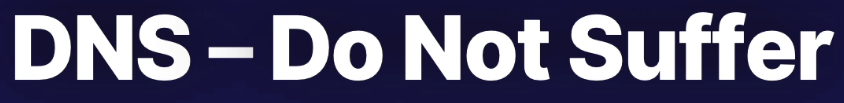 DNS – Do Not Suffer